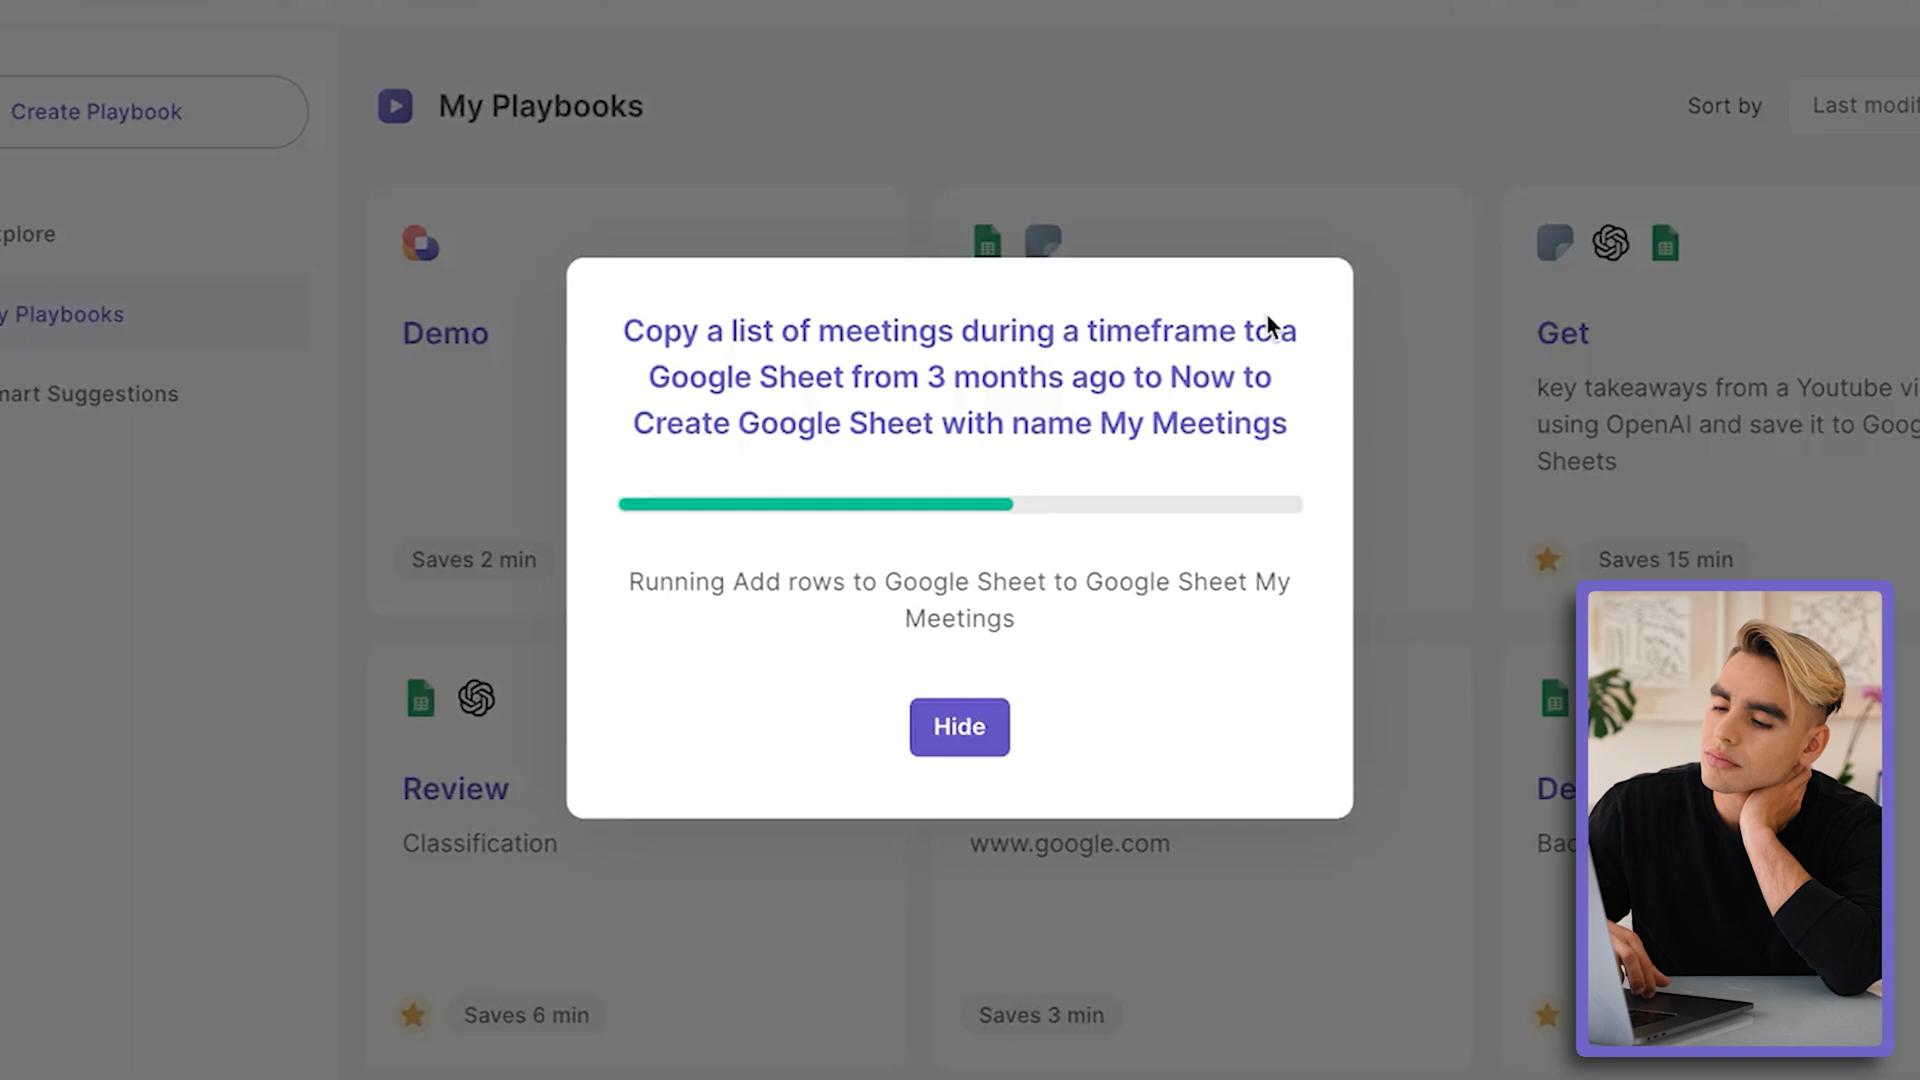 Create Playbook
My Playbooks
Sort by
Last modif
xplore
y Playbooks
mart Suggestions
Demo
Saves 2 min
Get
key takeaways from a Youtube vi
using OpenAI and save it to Goog
Sheets
Saves 15 min
Copy a list of meetings during a timeframe to a
Google Sheet from 3 months ago to Now to
Create Google Sheet with name My Meetings
Running Add rows to Google Sheet to Google Sheet My
Meetings
Hide
Review
Classification
Saves 6 min
www.google.com
Saves 3 min
De
Bac